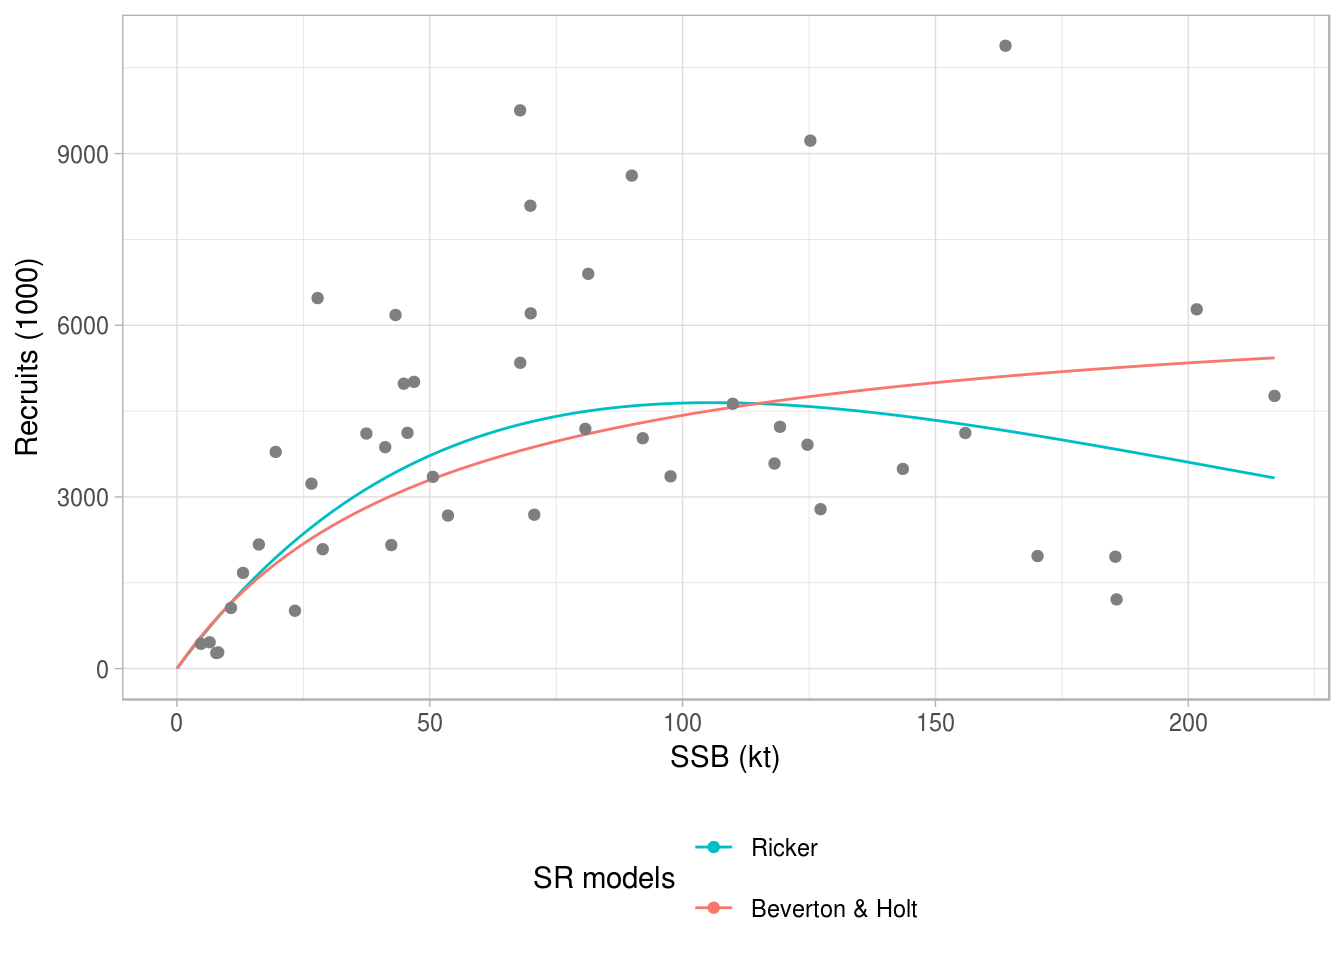 9000
6000
3000
0
Recruits (1000)
0 50 100 150 200
SSB (kt)
SR models
Ricker
Beverton & Holt